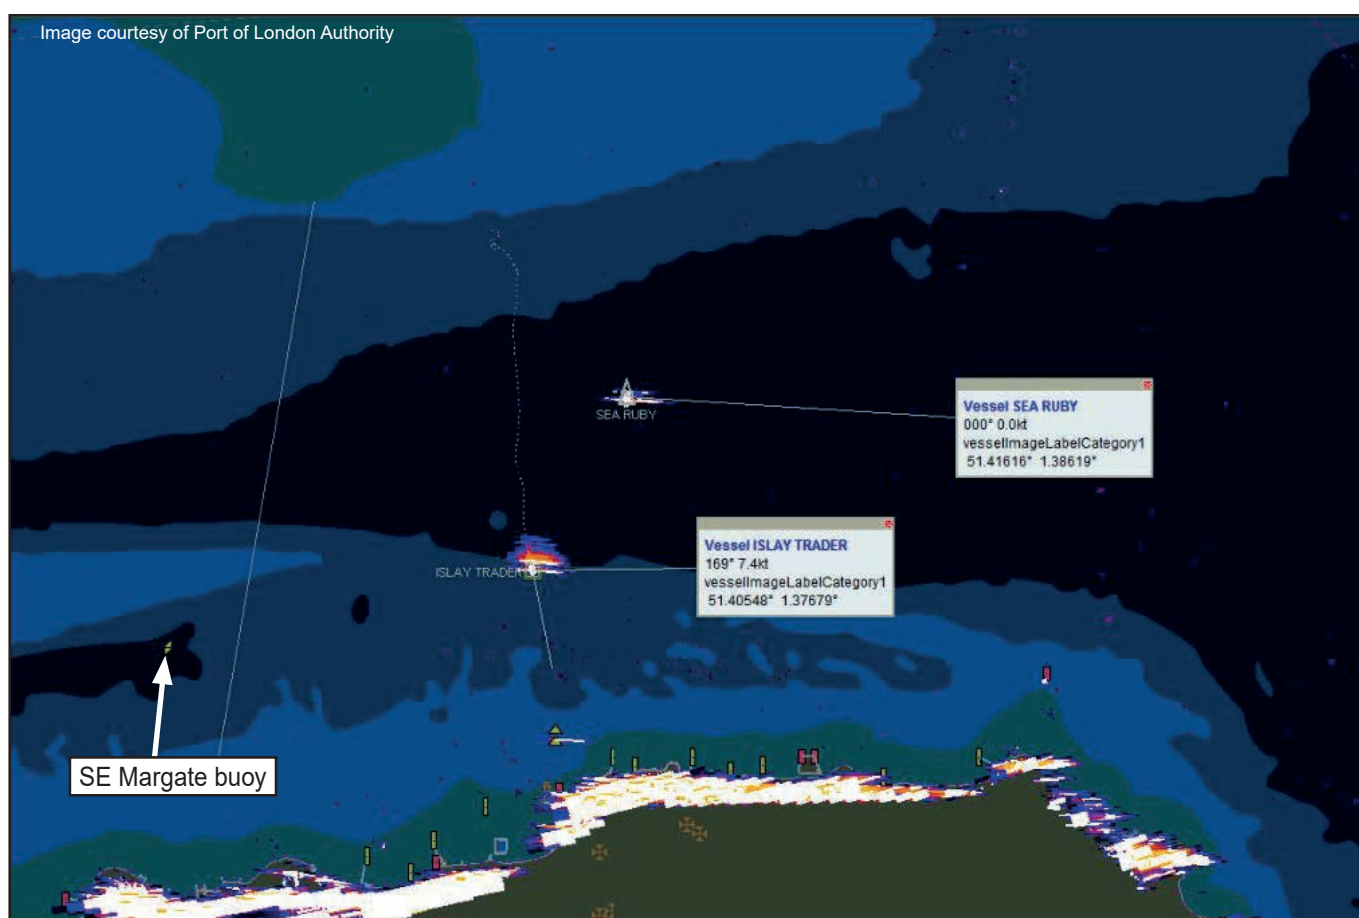 Image courtesy of Port of London Authority
SEA RUBY
Vessel SEA RUBY
000° 0.0kt
vesselImageLabelCategory1
51.41616° 1.38619°
ISLAY TRADER
Vessel ISLAY TRADER
169° 7.4kt
vesselImageLabelCategory1
51.40548° 1.37679°
SE Margate buoy